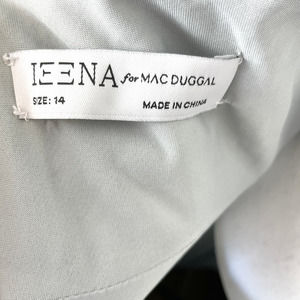 IEENA for MAC DUGGAL
SIZE: 14 MADE IN CHINA